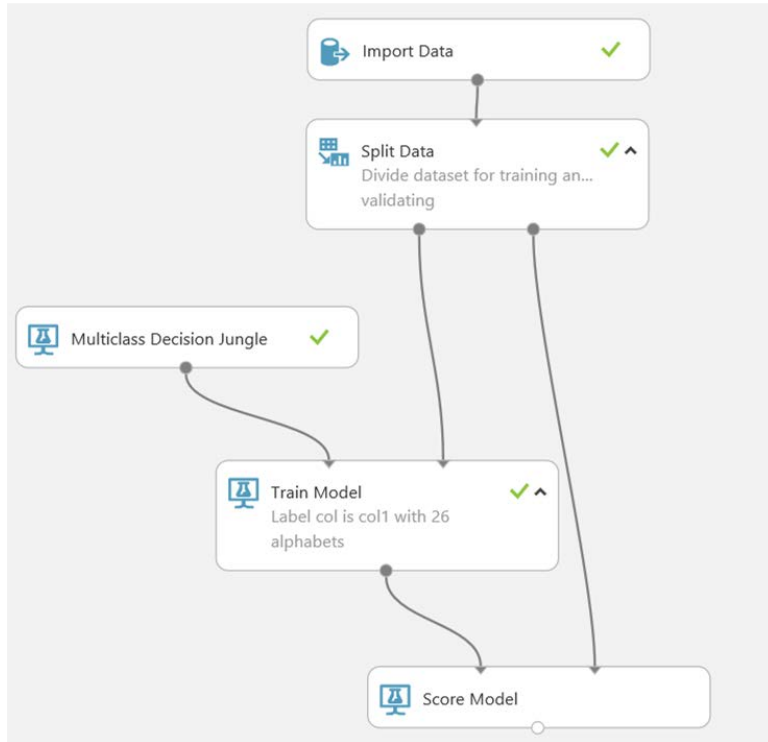 Import Data
Split Data
Divide dataset for training an...
validating
Multiclass Decision Jungle
Train Model
Label col is col1 with 26
alphabets
Score Model